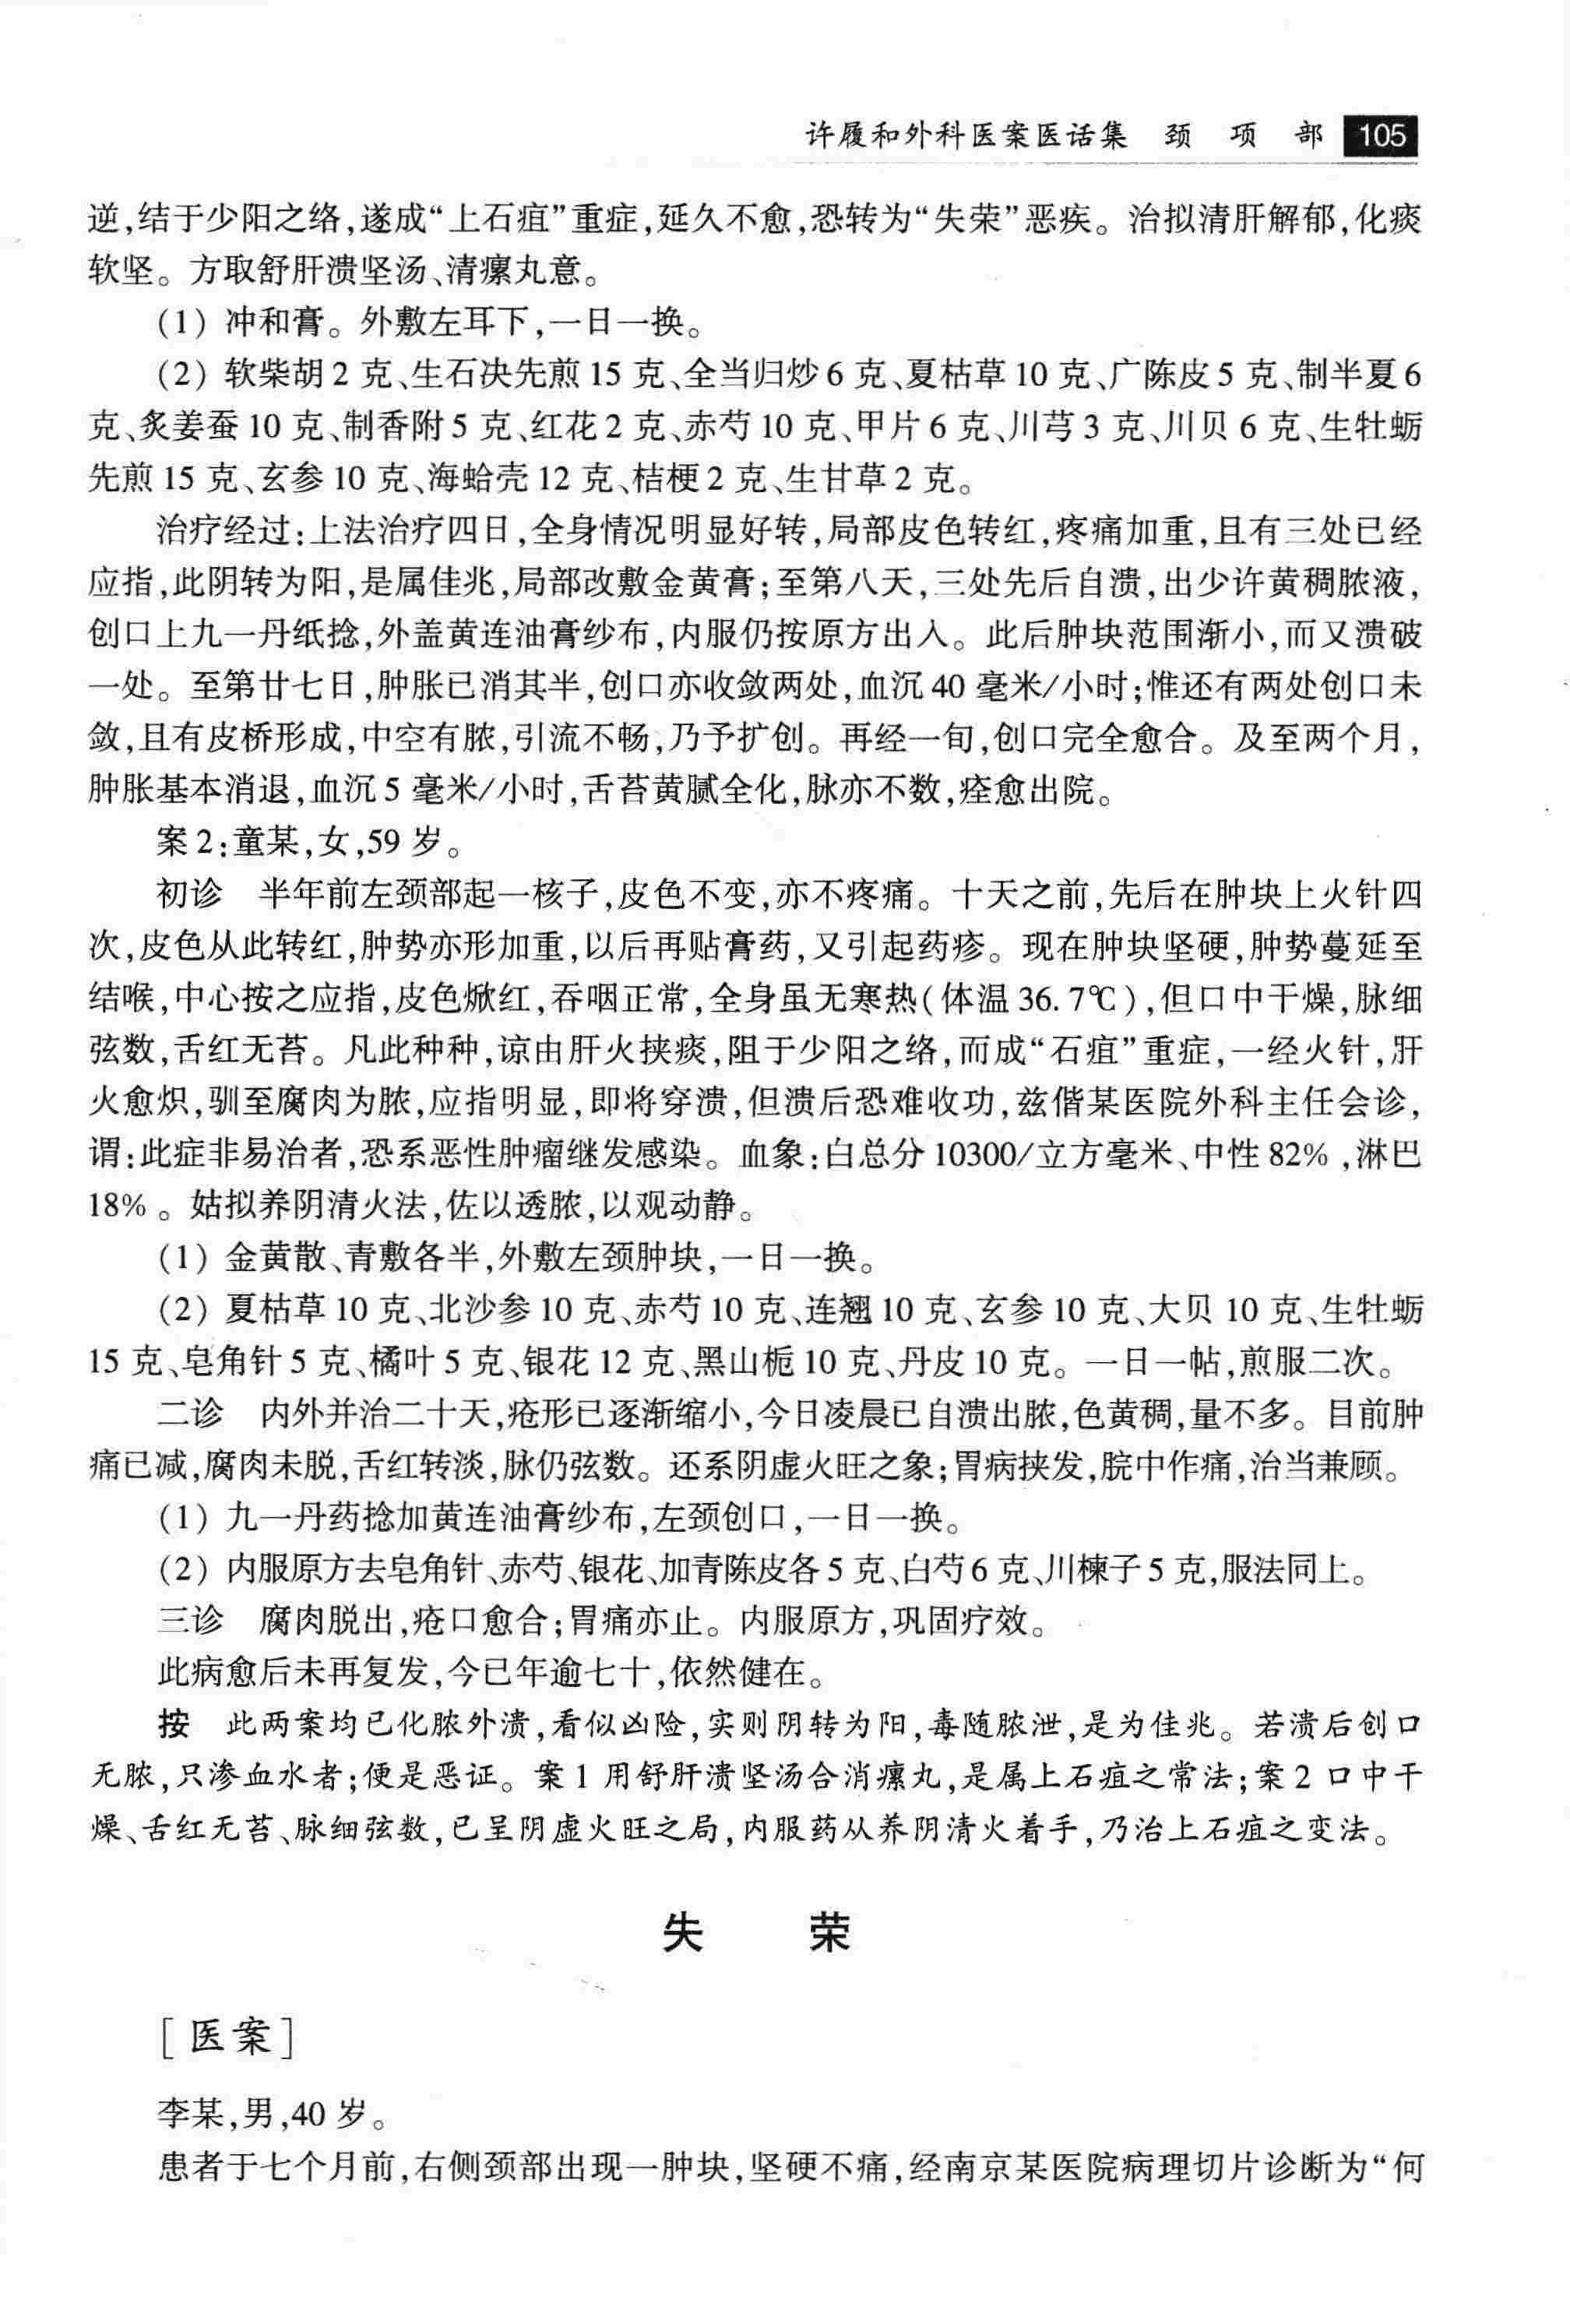 许履和外科医案医话集 颈 项 部 105
逆,结于少阳之络,遂成“上石疽”重症,延久不愈,恐转为“失荣”恶疾。治拟清肝解郁,化痰
软坚。方取舒肝溃坚汤、清瘰丸意。
(1) 冲和膏。外敷左耳下,一日一换。
(2) 软柴胡2克、生石决先煎15克、全当归炒6克、夏枯草10克、广陈皮5克、制半夏6
克、炙姜蚕10克、制香附5克、红花2克、赤芍10克、甲片6克、川芎3克、川贝6克、生牡蛎
先煎15克、玄参10克、海蛤壳12克、桔梗2克、生甘草2克。
治疗经过:上法治疗四日,全身情况明显好转,局部皮色转红,疼痛加重,且有三处已经
应指,此阴转为阳,是属佳兆,局部改敷金黄膏;至第八天,三处先后自溃,出少许黄稠脓液,
创口上九一丹纸捻,外盖黄连油膏纱布,内服仍按原方出入。此后肿块范围渐小,而又溃破
一处。至第廿七日,肿胀已消其半,创口亦收敛两处,血沉40毫米/小时;惟还有两处创口未
敛,且有皮桥形成,中空有脓,引流不畅,乃予扩创。再经一旬,创口完全愈合。及至两个月,
肿胀基本消退,血沉5毫米/小时,舌苔黄腻全化,脉亦不数,痊愈出院。
案2:童某,女,59岁。
初诊 半年前左颈部起一核子,皮色不变,亦不疼痛。十天之前,先后在肿块上火针四
次,皮色从此转红,肿势亦形加重,以后再贴膏药,又引起药疹。现在肿块坚硬,肿势蔓延至
结喉,中心按之应指,皮色焮红,吞咽正常,全身虽无寒热(体温36.7℃),但口中干燥,脉细
弦数,舌红无苔。凡此种种,谅由肝火挟痰,阻于少阳之络,而成“石疽”重症,一经火针,肝
火愈炽,驯至腐肉为脓,应指明显,即将穿溃,但溃后恐难收功,兹偕某医院外科主任会诊,
谓:此症非易治者,恐系恶性肿瘤继发感染。血象:白总分10300/立方毫米、中性82%,淋巴
18%。姑拟养阴清火法,佐以透脓,以观动静。
(1) 金黄散、青敷各半,外敷左颈肿块,一日一换。
(2) 夏枯草10克、北沙参10克、赤芍10克、连翘10克、玄参10克、大贝10克、生牡蛎
15克、皂角针5克、橘叶5克、银花12克、黑山栀10克、丹皮10克。一日一帖,煎服二次。
二诊 内外并治二十天,疮形已逐渐缩小,今日凌晨已自溃出脓,色黄稠,量不多。目前肿
痛已减,腐肉未脱,舌红转淡,脉仍弦数。还系阴虚火旺之象;胃病挟发,脘中作痛,治当兼顾。
(1) 九一丹药捻加黄连油膏纱布,左颈创口,一日一换。
(2) 内服原方去皂角针、赤芍、银花、加青陈皮各5克、白芍6克、川楝子5克,服法同上。
三诊 腐肉脱出,疮口愈合;胃痛亦止。内服原方,巩固疗效。
此病愈后未再复发,今已年逾七十,依然健在。
按 此两案均已化脓外溃,看似凶险,实则阴转为阳,毒随脓泄,是为佳兆。若溃后创口
无脓,只渗血水者;便是恶证。案1用舒肝溃坚汤合消瘰丸,是属上石疽之常法;案2口中干
燥、舌红无苔、脉细弦数,已呈阴虚火旺之局,内服药从养阴清火着手,乃治上石疽之变法。
失 荣
[医案]
李某,男,40岁。
患者于七个月前,右侧颈部出现一肿块,坚硬不痛,经南京某医院病理切片诊断为“何